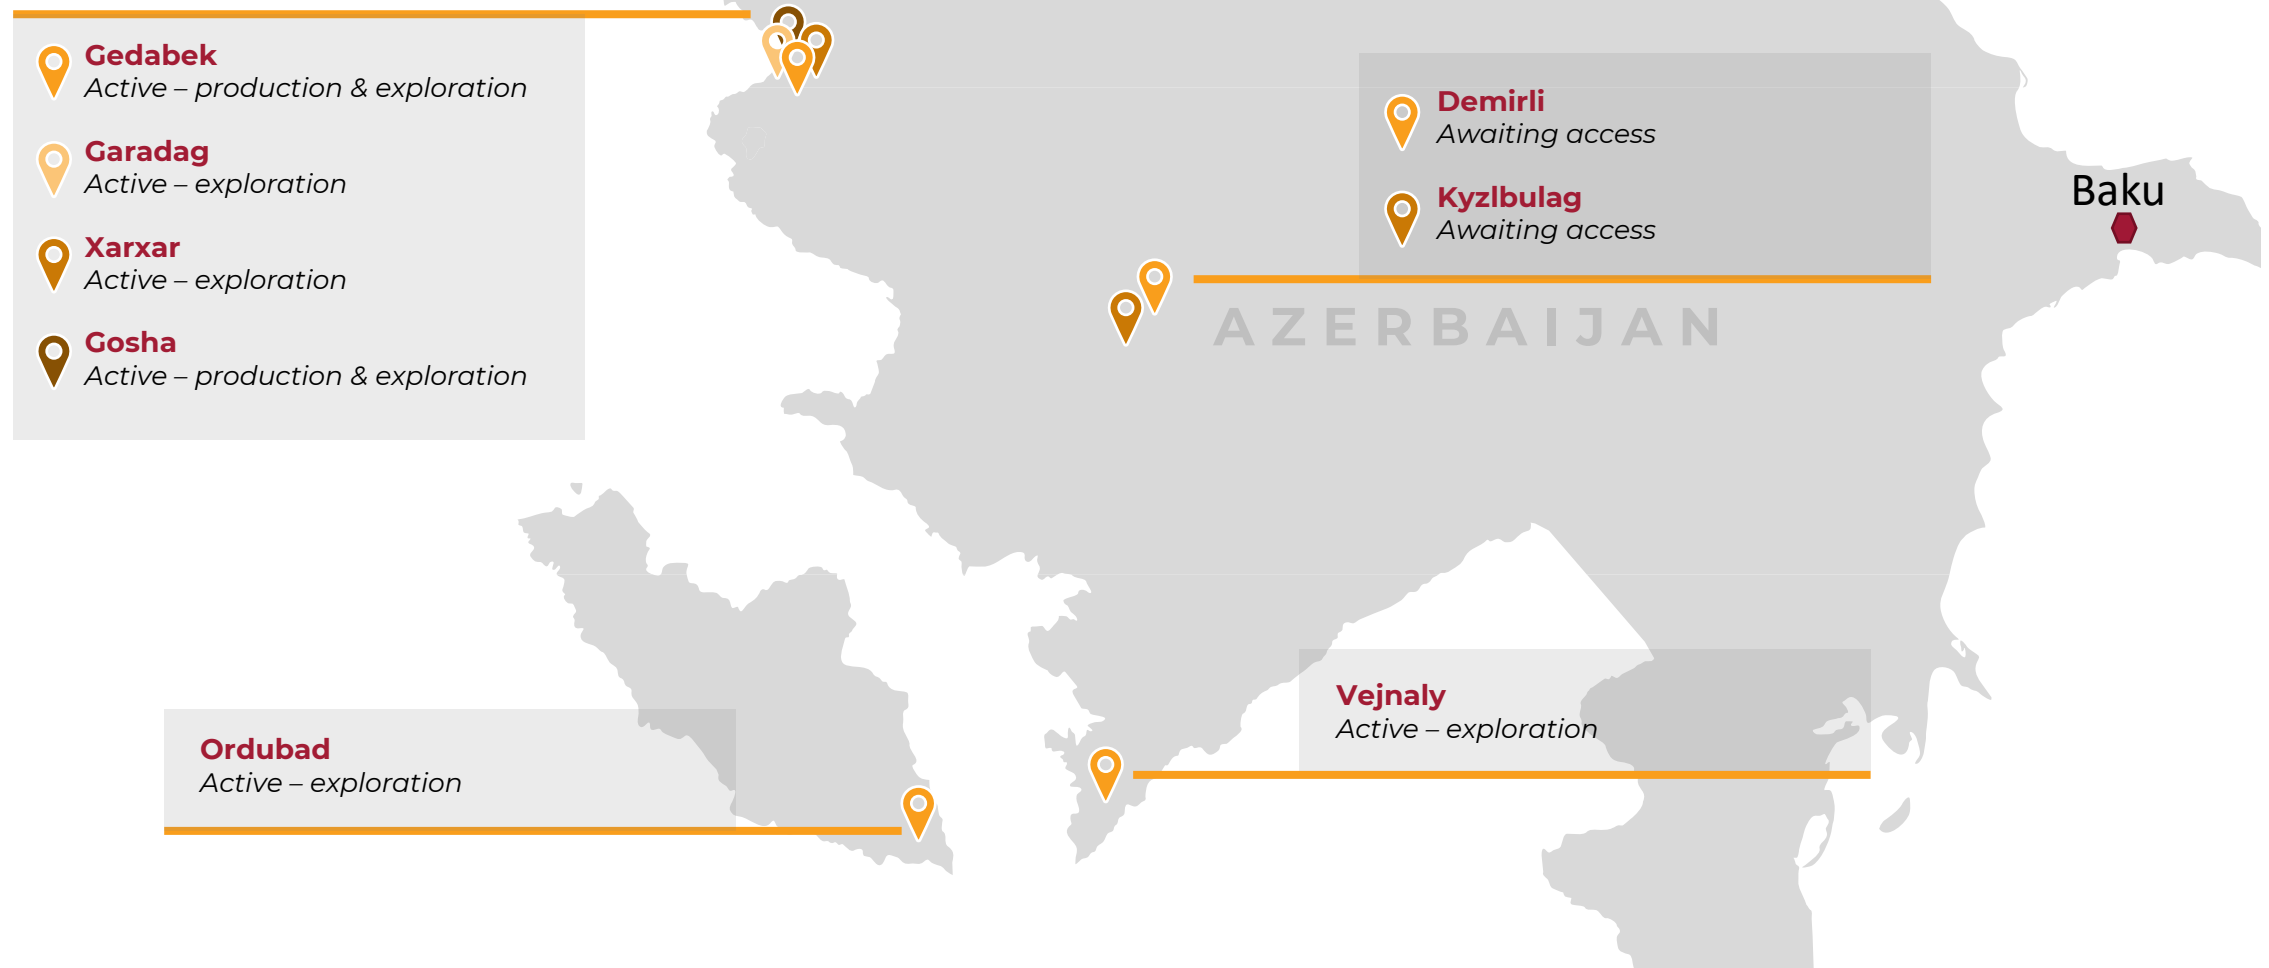 Gedabek
Active – production & exploration
Garadag
Active – exploration
Xarxar
Active – exploration
Gosha
Active – production & exploration
Demirli
Awaiting access
Kyzlbulag
Awaiting access
Baku
AZERBAIJAN
Vejnaly
Active – exploration
Ordubad
Active – exploration